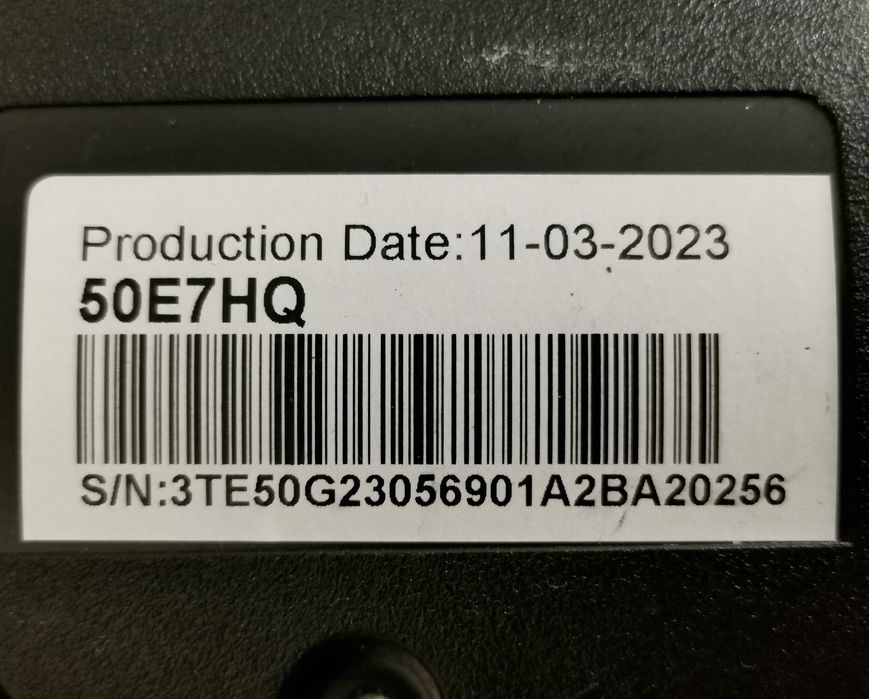 Production Date:11-03-2023
50E7HQ
S/N:3TE50G23056901A2BA20256